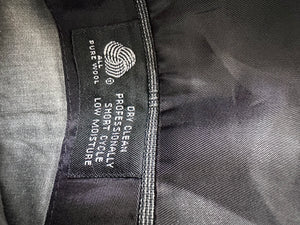 ALL
PURE WOOL
DRY CLEAN
PROFESSIONALLY
SHORT CYCLE
LOW MOISTURE